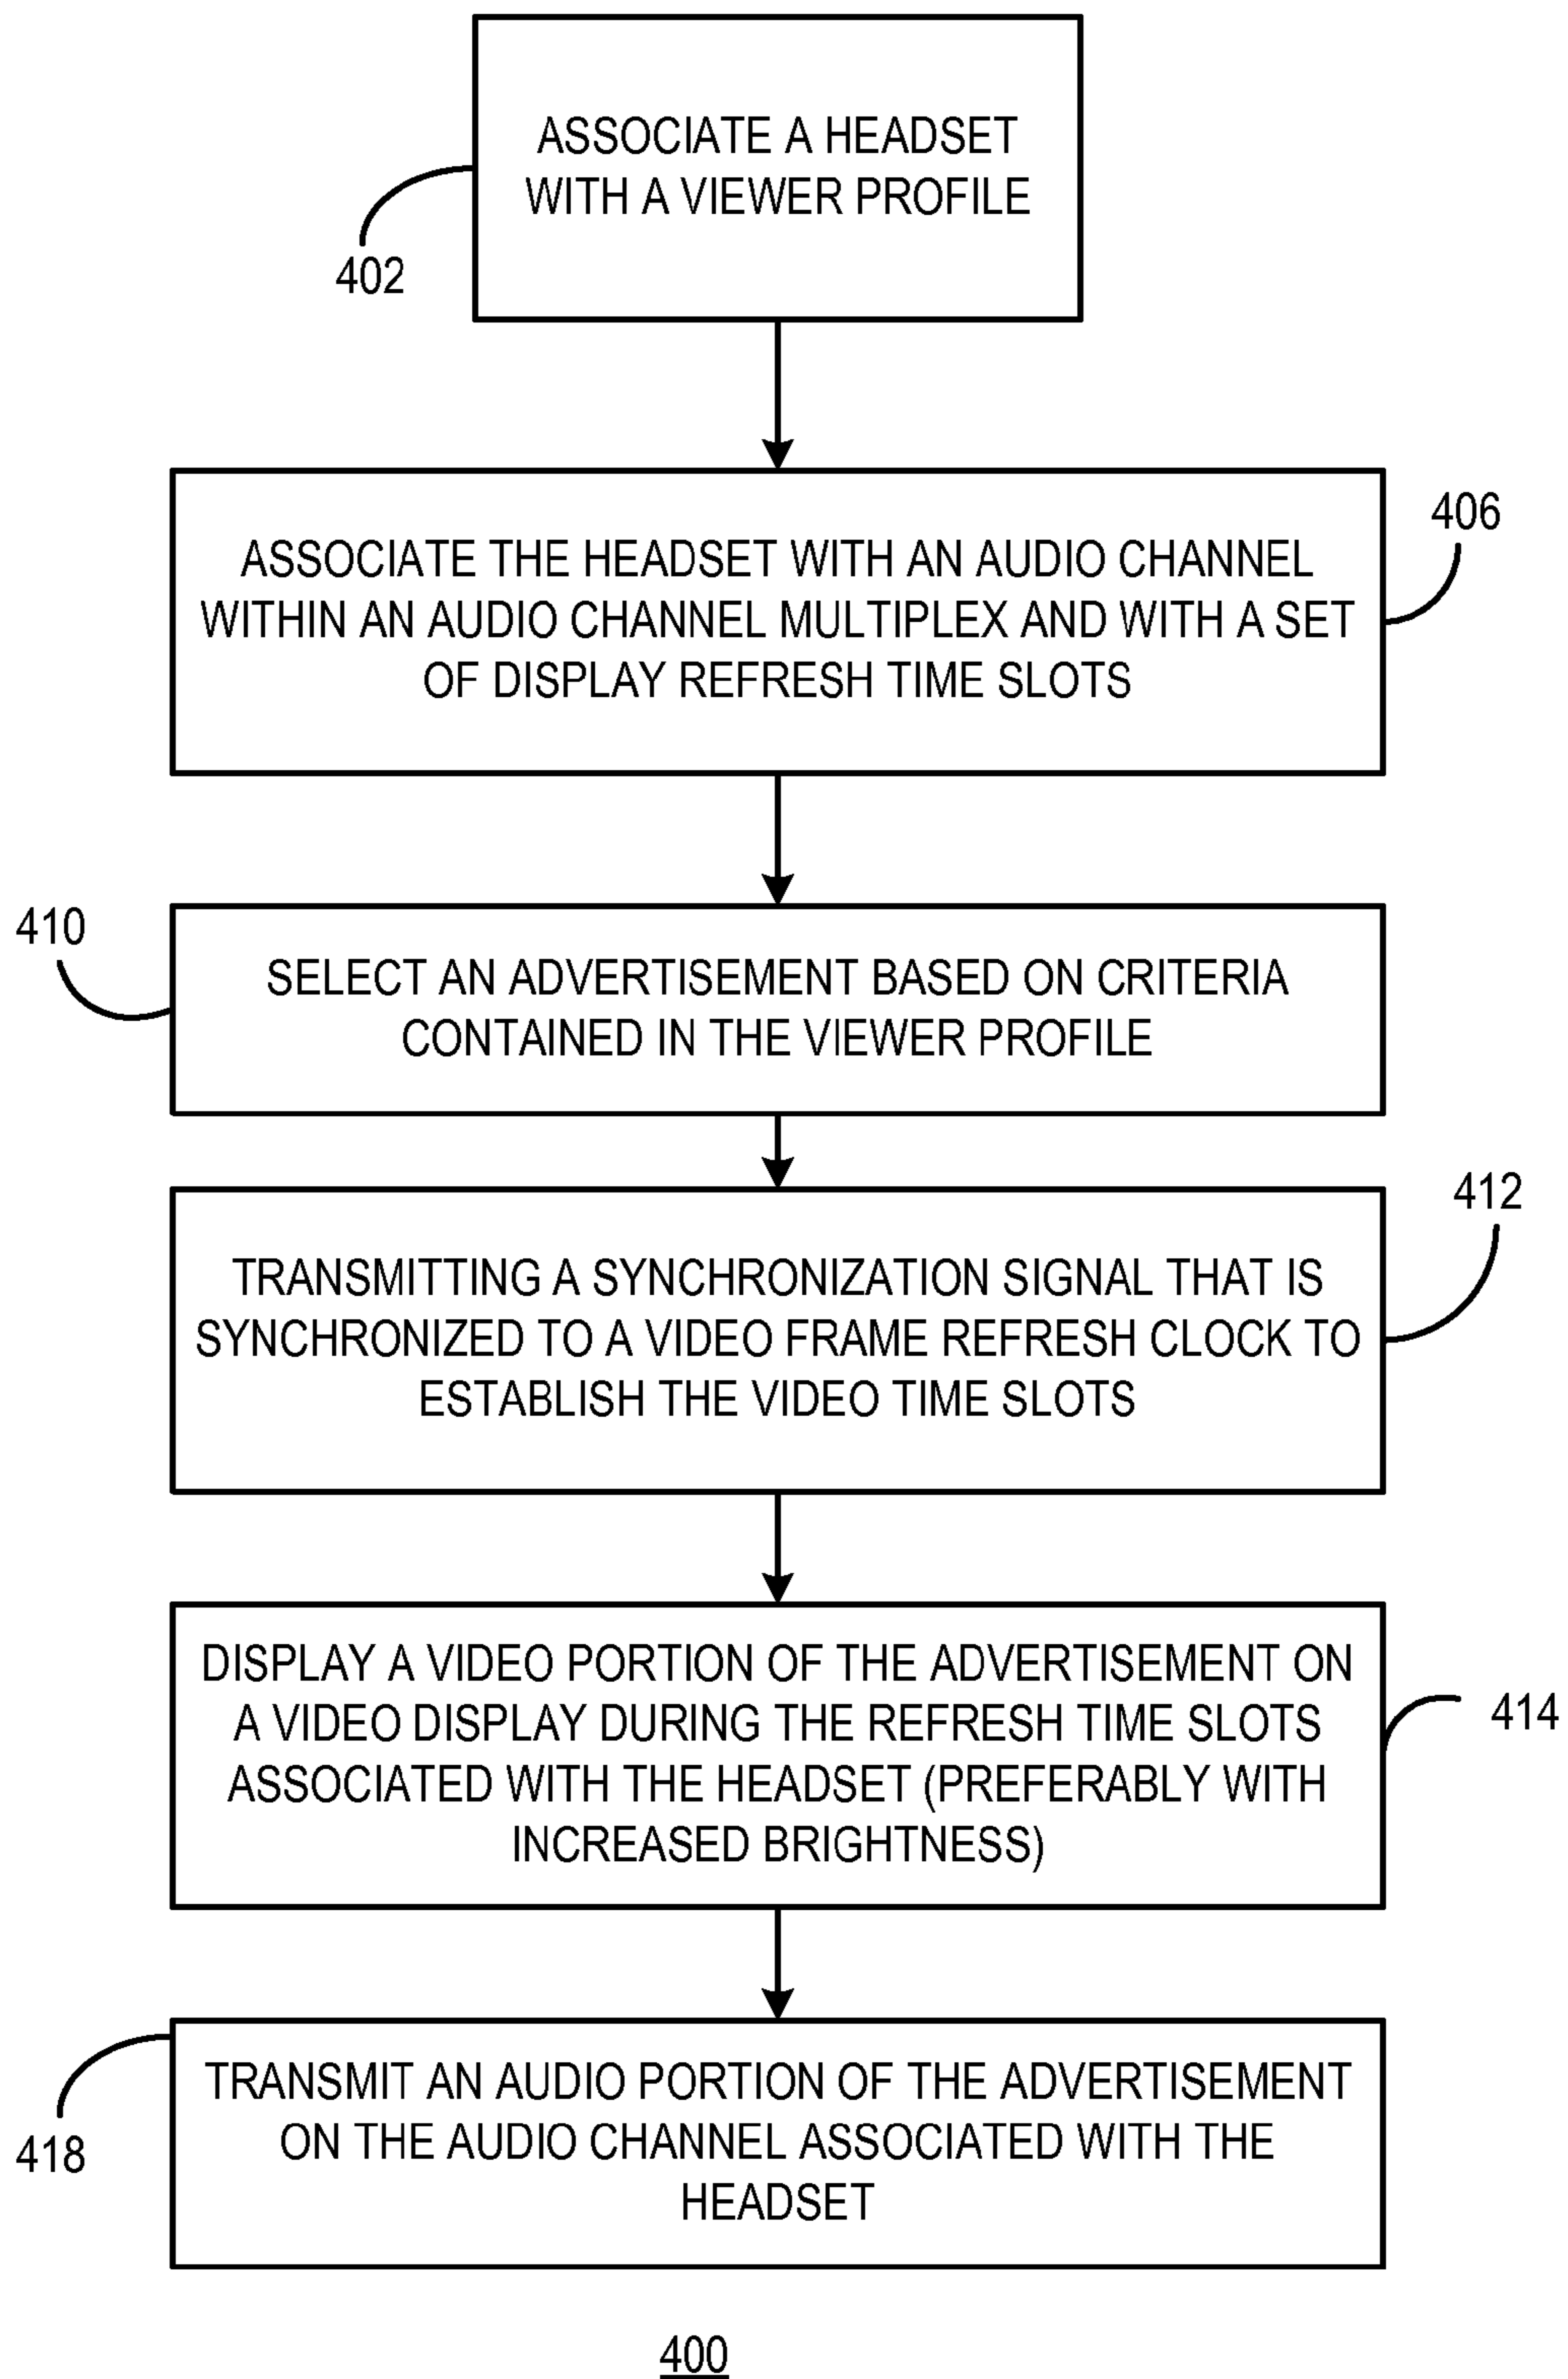 ASSOCIATE A HEADSET
WITH A VIEWER PROFILE
402
406
ASSOCIATE THE HEADSET WITH AN AUDIO CHANNEL
WITHIN AN AUDIO CHANNEL MULTIPLEX AND WITH A SET
OF DISPLAY REFRESH TIME SLOTS
410
SELECT AN ADVERTISEMENT BASED ON CRITERIA
CONTAINED IN THE VIEWER PROFILE
412
TRANSMITTING A SYNCHRONIZATION SIGNAL THAT IS
SYNCHRONIZED TO A VIDEO FRAME REFRESH CLOCK TO
ESTABLISH THE VIDEO TIME SLOTS
DISPLAY A VIDEO PORTION OF THE ADVERTISEMENT ON
A VIDEO DISPLAY DURING THE REFRESH TIME SLOTS
ASSOCIATED WITH THE HEADSET (PREFERABLY WITH
INCREASED BRIGHTNESS)
414
TRANSMIT AN AUDIO PORTION OF THE ADVERTISEMENT
ON THE AUDIO CHANNEL ASSOCIATED WITH THE
HEADSET
418
400